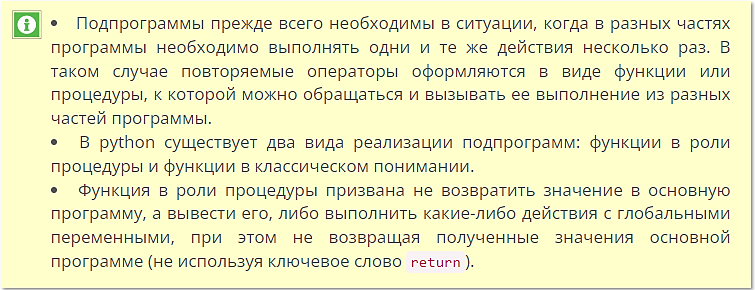 • Подпрограммы прежде всего необходимы в ситуации, когда в разных частях
программы необходимо выполнять одни и те же действия несколько раз. В
таком случае повторяемые операторы оформляются в виде функции или
процедуры, к которой можно обращаться и вызывать ее выполнение из разных
частей программы.
• В python существует два вида реализации подпрограмм: функции в роли
процедуры и функции в классическом понимании.
• Функция в роли процедуры призвана не возвратить значение в основную
программу, а вывести его, либо выполнить какие-либо действия с глобальными
переменными, при этом не возвращая полученные значения основной
программе (не используя ключевое слово return).